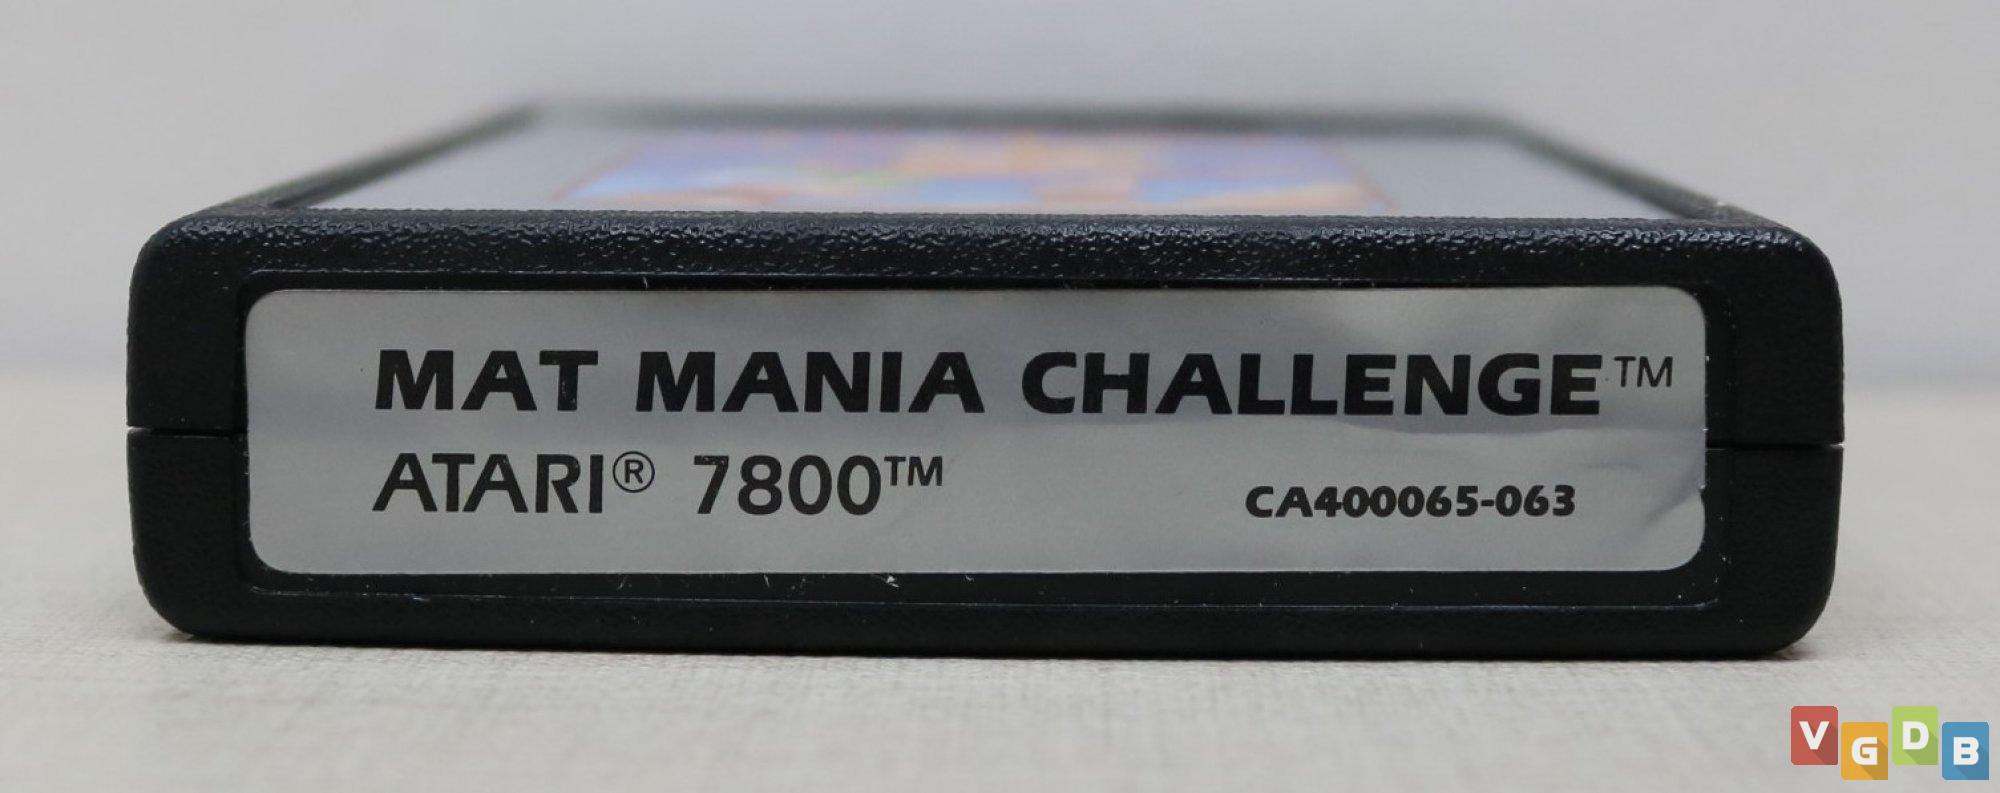 MAT MANIA CHALLENGE™
ATARI® 7800™
CA400065-063
VGDB